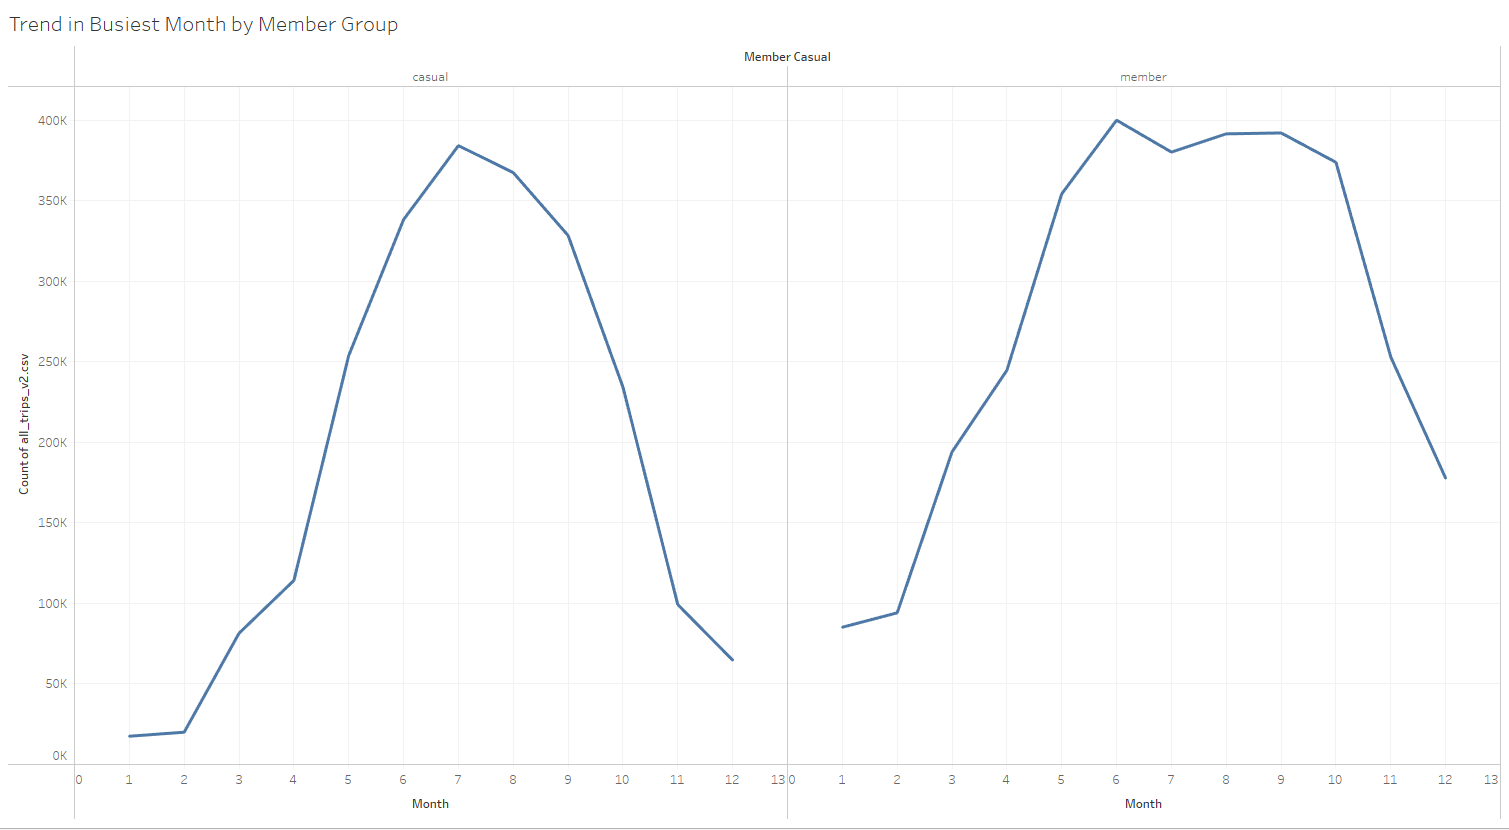 Trend in Busiest Month by Member Group
Member Casual
casual member
400K
350K
300K
250K
200K
150K
100K
50K
0K
Count of all_trips_v2.csv
0 1 2 3 4 5 6 7 8 9 10 11 12 13 0 1 2 3 4 5 6 7 8 9 10 11 12 13
Month Month